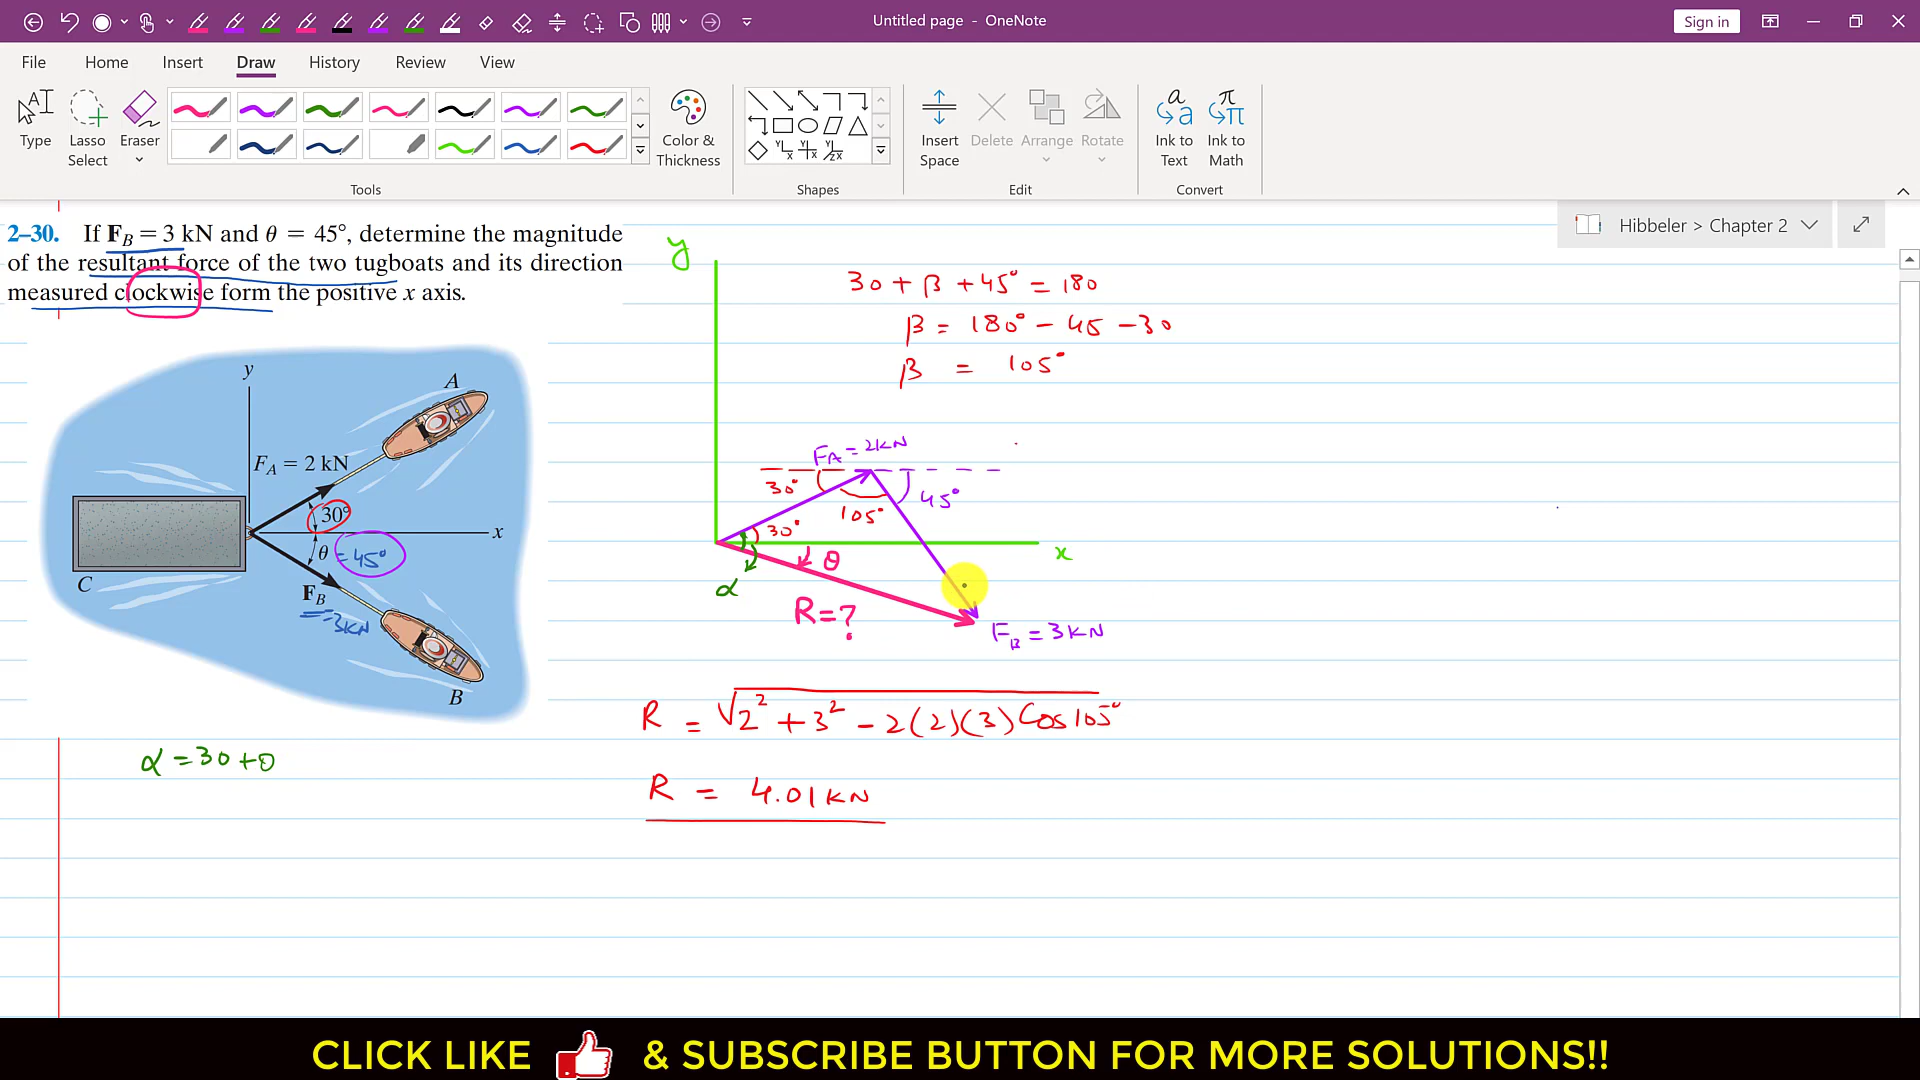 Untitled page - OneNote
Sign in
File Home Insert Draw History Review View
Type
Lasso Select
Eraser
Color & Thickness
Insert Space
Delete
Arrange
Rotate
a
a
Ink to Text
π
π
Ink to Math
Tools
Shapes
Edit
Convert
Hibbeler > Chapter 2
2–30. If F_B = 3 kN and θ = 45°, determine the magnitude
of the resultant force of the two tugboats and its direction
measured clockwise form the positive x axis.
y
A
F_A = 2 kN
30°
x
θ = 45°
C
F_B
= 3KN
B
α = 30 + θ
y
30 + β + 45° = 180
β = 180° - 45 - 30
β = 105°
F_A = 2KN
30°
45°
105°
30°
x
θ
α
R = ?
F_B = 3KN
R = √2² + 3² - 2(2)(3) Cos105°
R = 4.01KN
CLICK LIKE & SUBSCRIBE BUTTON FOR MORE SOLUTIONS!!